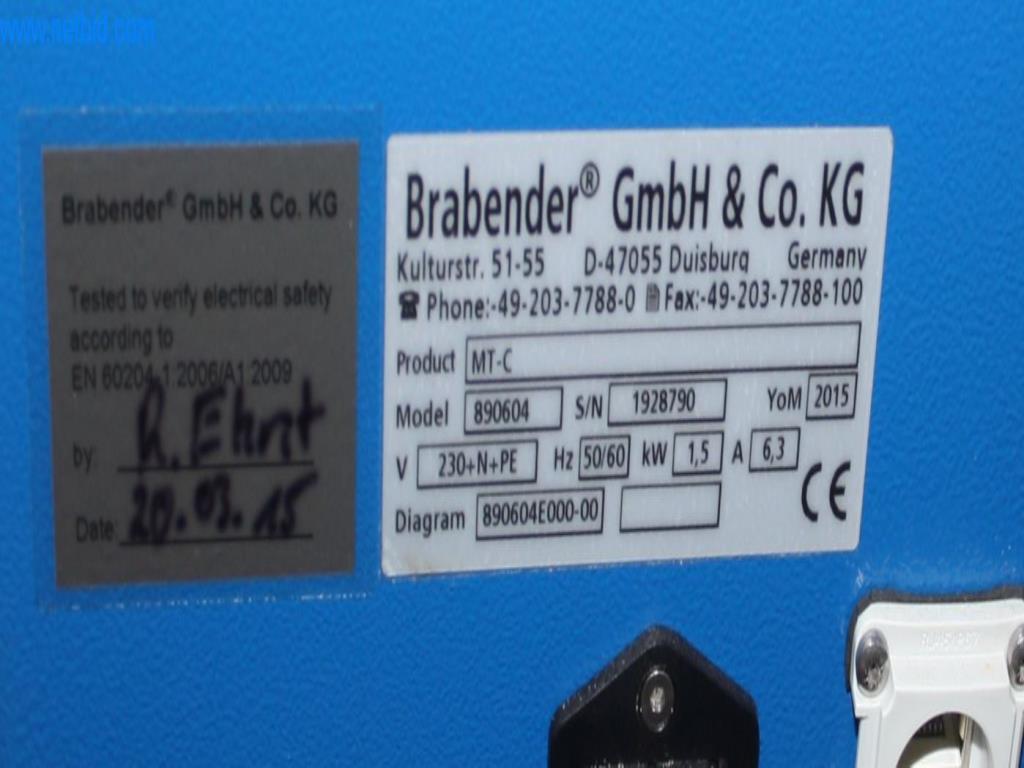 www.netbid.com
Brabender® GmbH & Co. KG
Tested to verify electrical safety
according to
EN 60204-1:2006/A1:2009
by: R. Ehrit
Date: 20.03.15
Brabender® GmbH & Co. KG
Kulturstr. 51-55 D-47055 Duisburg Germany
☎ Phone:-49-203-7788-0 Fax:-49-203-7788-100
Product MT-C
Model 890604 S/N 1928790 YoM 2015
V 230+N+PE Hz 50/60 kW 1,5 A 6,3
Diagram 890604E000-00 CE